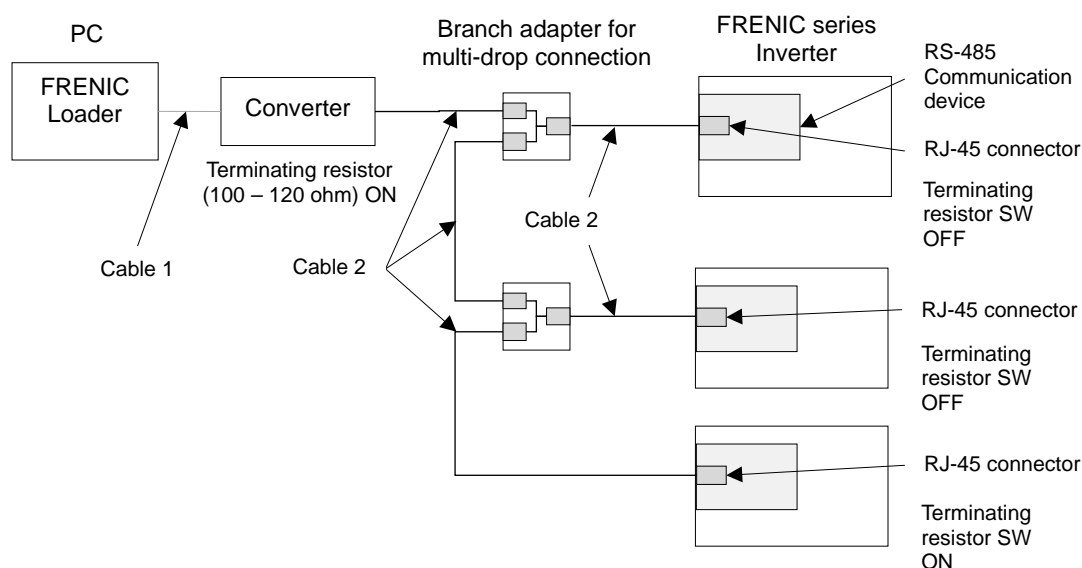 PC
FRENIC
Loader
Converter
Terminating resistor
(100 – 120 ohm) ON
Cable 1
Cable 2
Branch adapter for
multi-drop connection
Cable 2
FRENIC series
Inverter
RS-485
Communication
device
RJ-45 connector
Terminating
resistor SW
OFF
RJ-45 connector
Terminating
resistor SW
OFF
RJ-45 connector
Terminating
resistor SW
ON